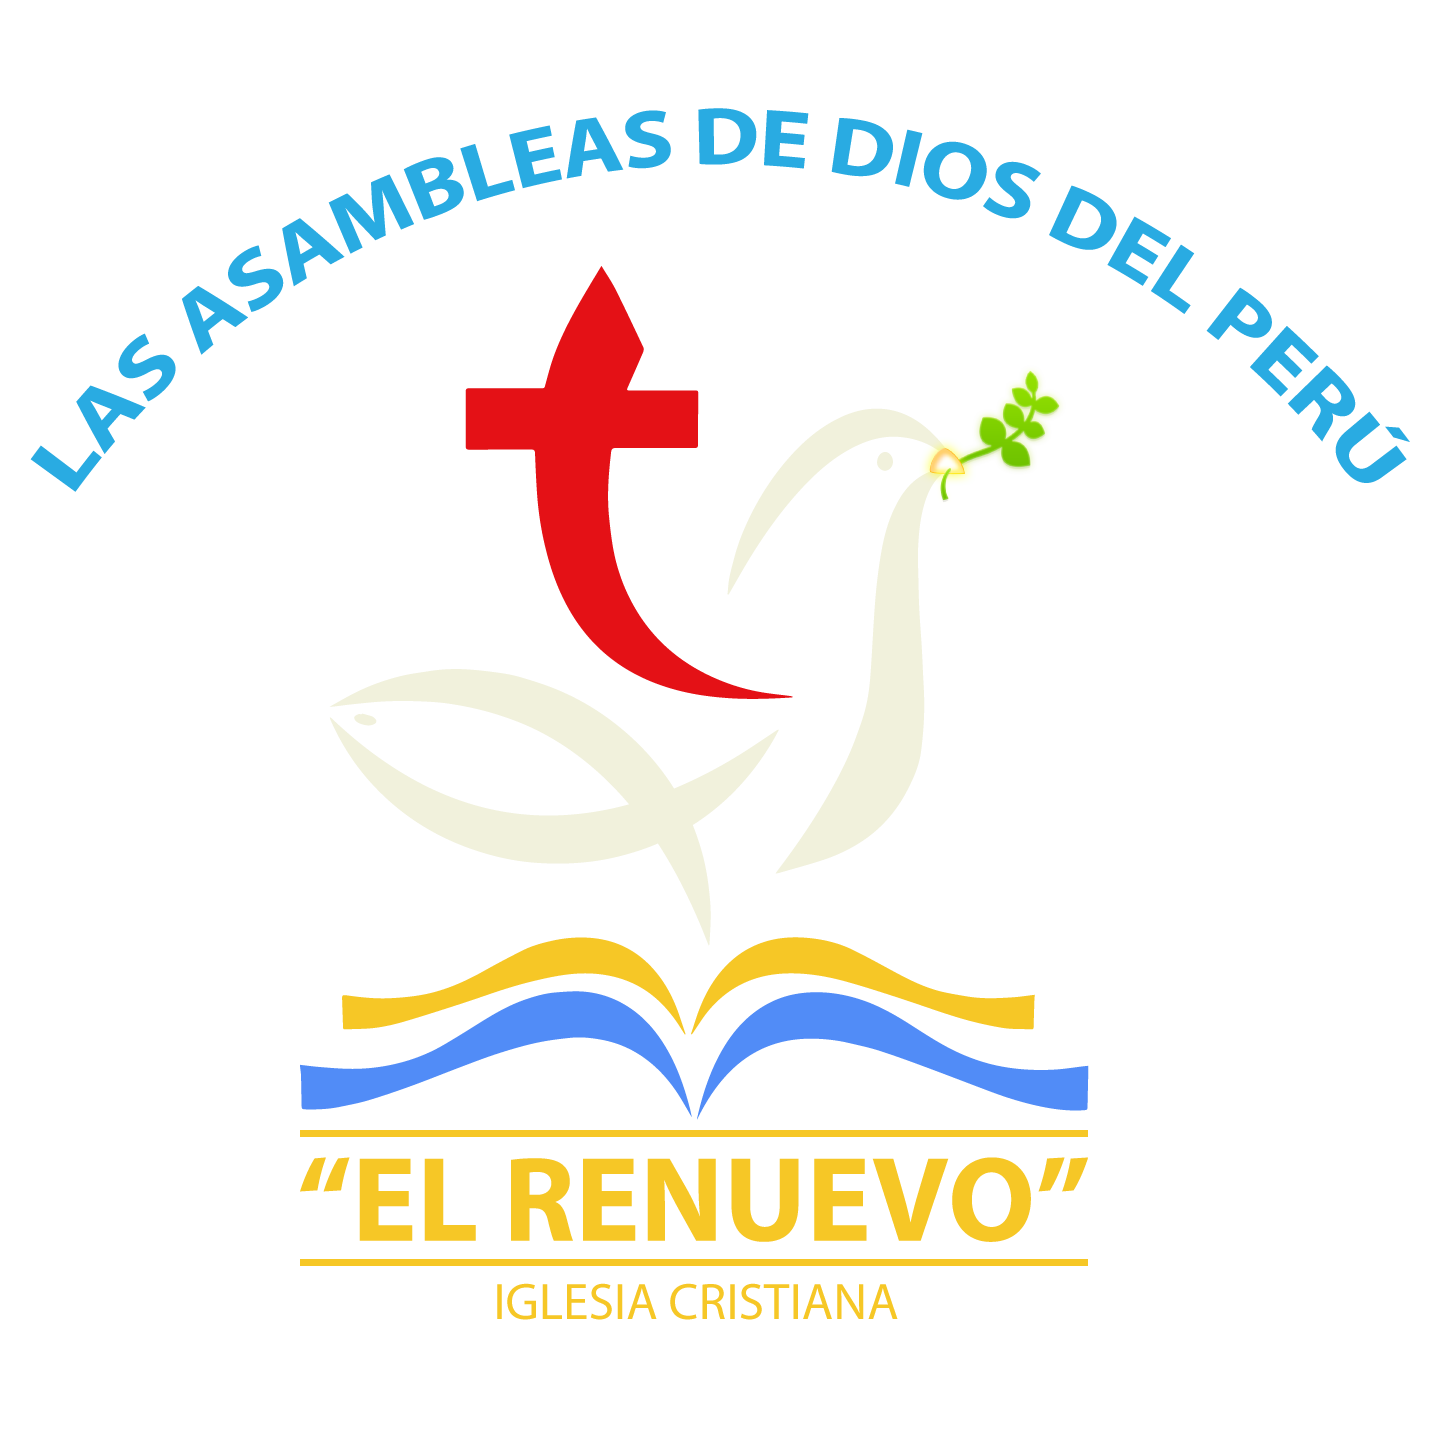 LAS ASAMBLEAS DE DIOS DEL PERÚ
“EL RENUEVO”
IGLESIA CRISTIANA